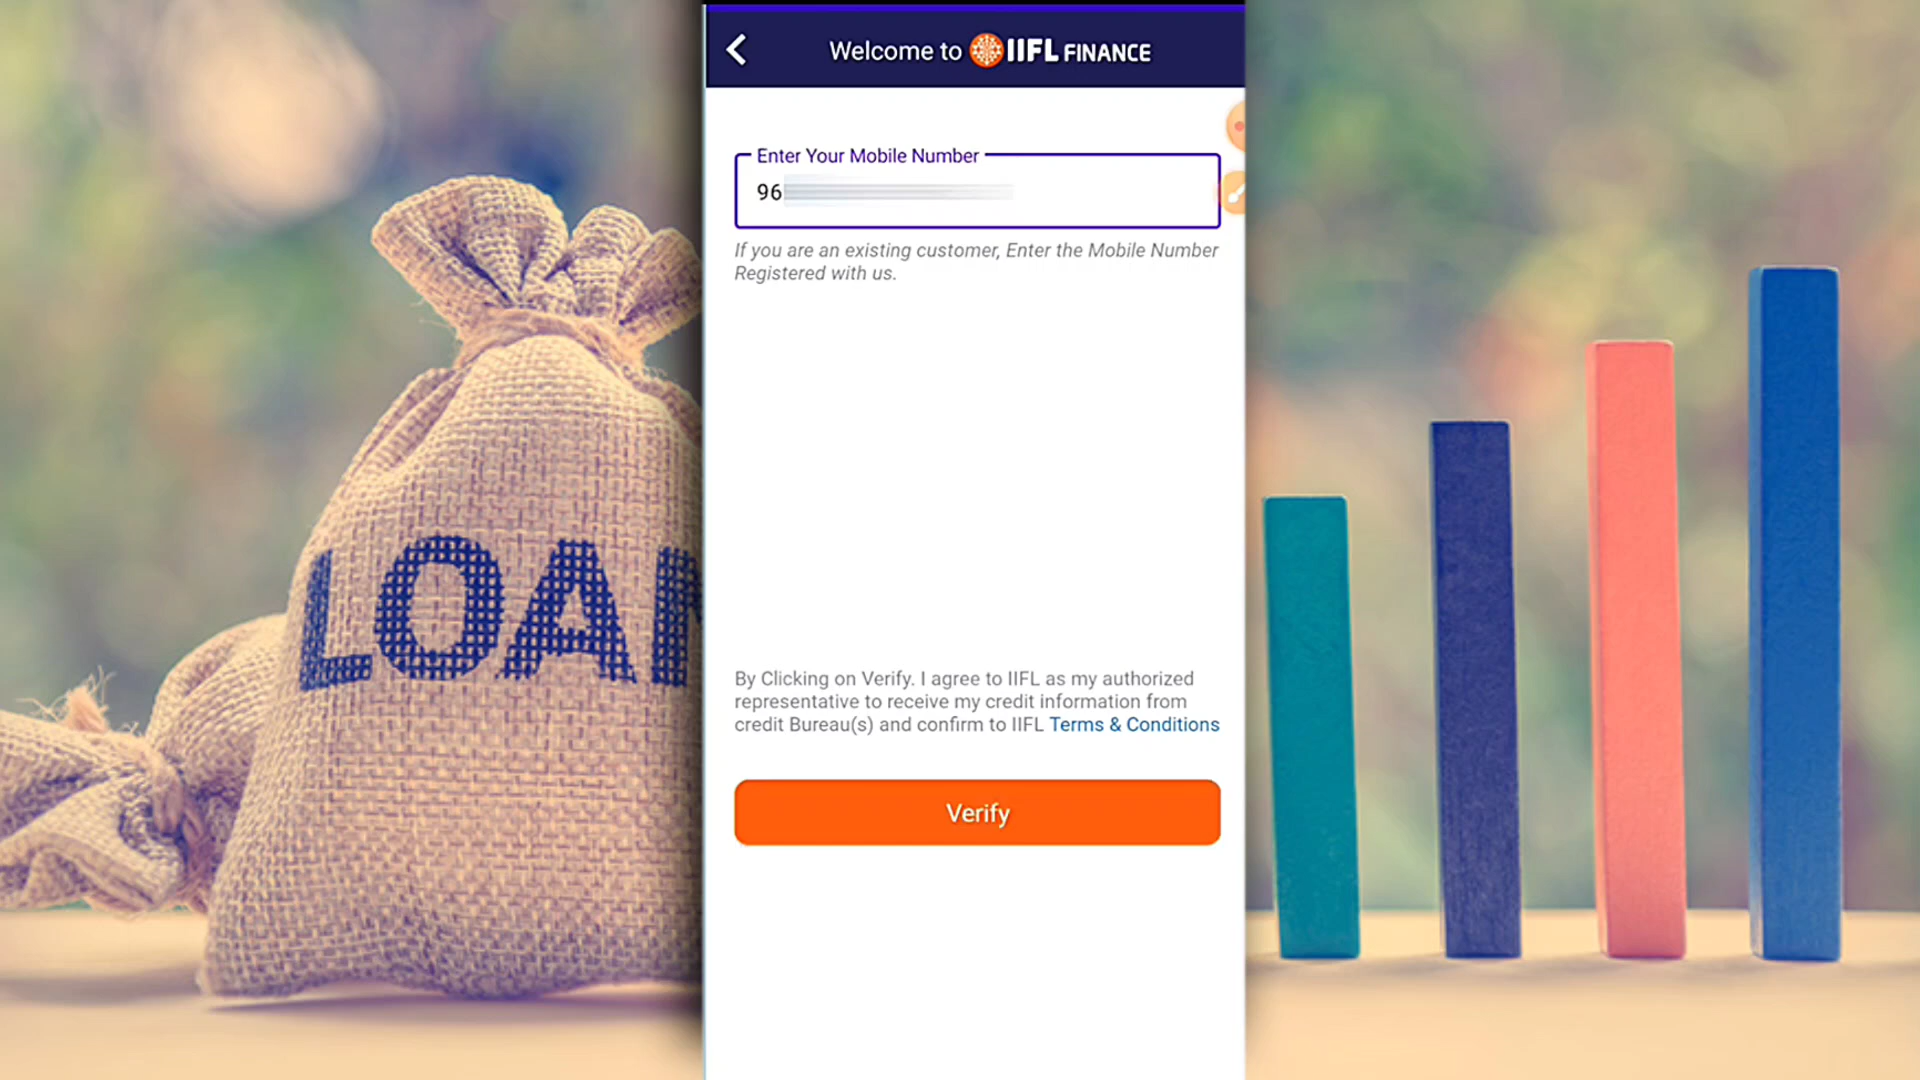 Welcome to IIFL FINANCE
Enter Your Mobile Number
96
If you are an existing customer, Enter the Mobile Number
Registered with us.
LOAN
By Clicking on Verify. I agree to IIFL as my authorized
representative to receive my credit information from
credit Bureau(s) and confirm to IIFL Terms & Conditions
Verify